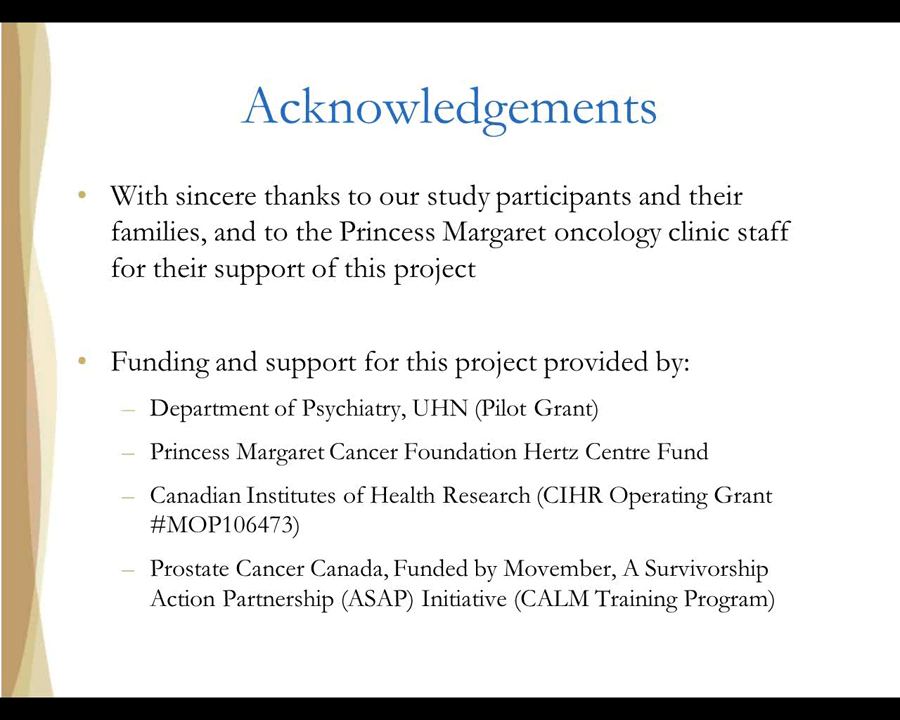 Acknowledgements
• With sincere thanks to our study participants and their
families, and to the Princess Margaret oncology clinic staff
for their support of this project
• Funding and support for this project provided by:
– Department of Psychiatry, UHN (Pilot Grant)
– Princess Margaret Cancer Foundation Hertz Centre Fund
– Canadian Institutes of Health Research (CIHR Operating Grant
#MOP106473)
– Prostate Cancer Canada, Funded by Movember, A Survivorship
Action Partnership (ASAP) Initiative (CALM Training Program)